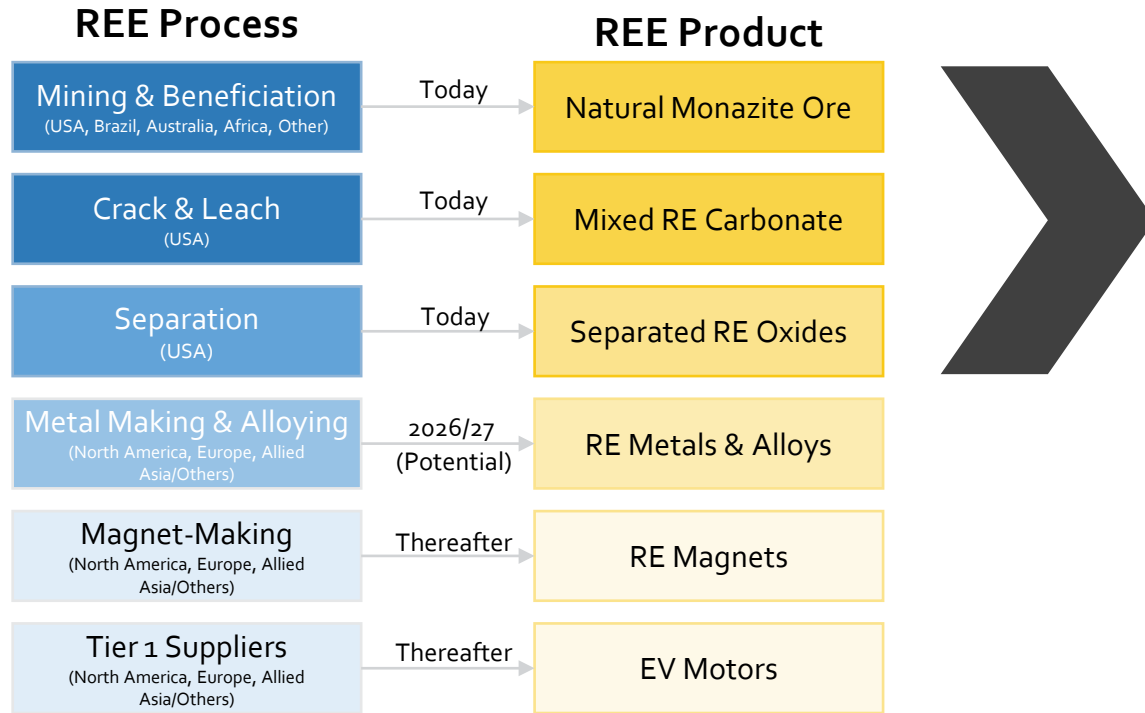 REE Process
REE Product
Mining & Beneficiation
(USA, Brazil, Australia, Africa, Other)
Today
Natural Monazite Ore
Crack & Leach
(USA)
Today
Mixed RE Carbonate
Separation
(USA)
Today
Separated RE Oxides
Metal Making & Alloying
(North America, Europe, Allied
Asia/Others)
2026/27
(Potential)
RE Metals & Alloys
Magnet-Making
(North America, Europe, Allied
Asia/Others)
Thereafter
RE Magnets
Tier 1 Suppliers
(North America, Europe, Allied
Asia/Others)
Thereafter
EV Motors